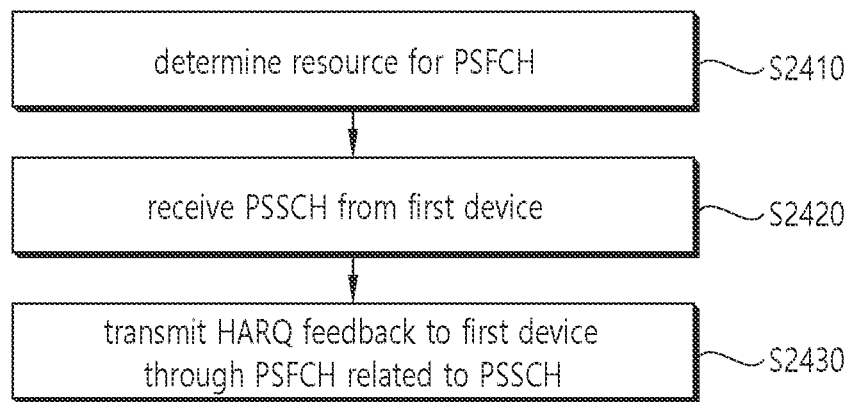 determine resource for PSFCH
S2410
receive PSSCH from first device
S2420
transmit HARQ feedback to first device
through PSFCH related to PSSCH
S2430